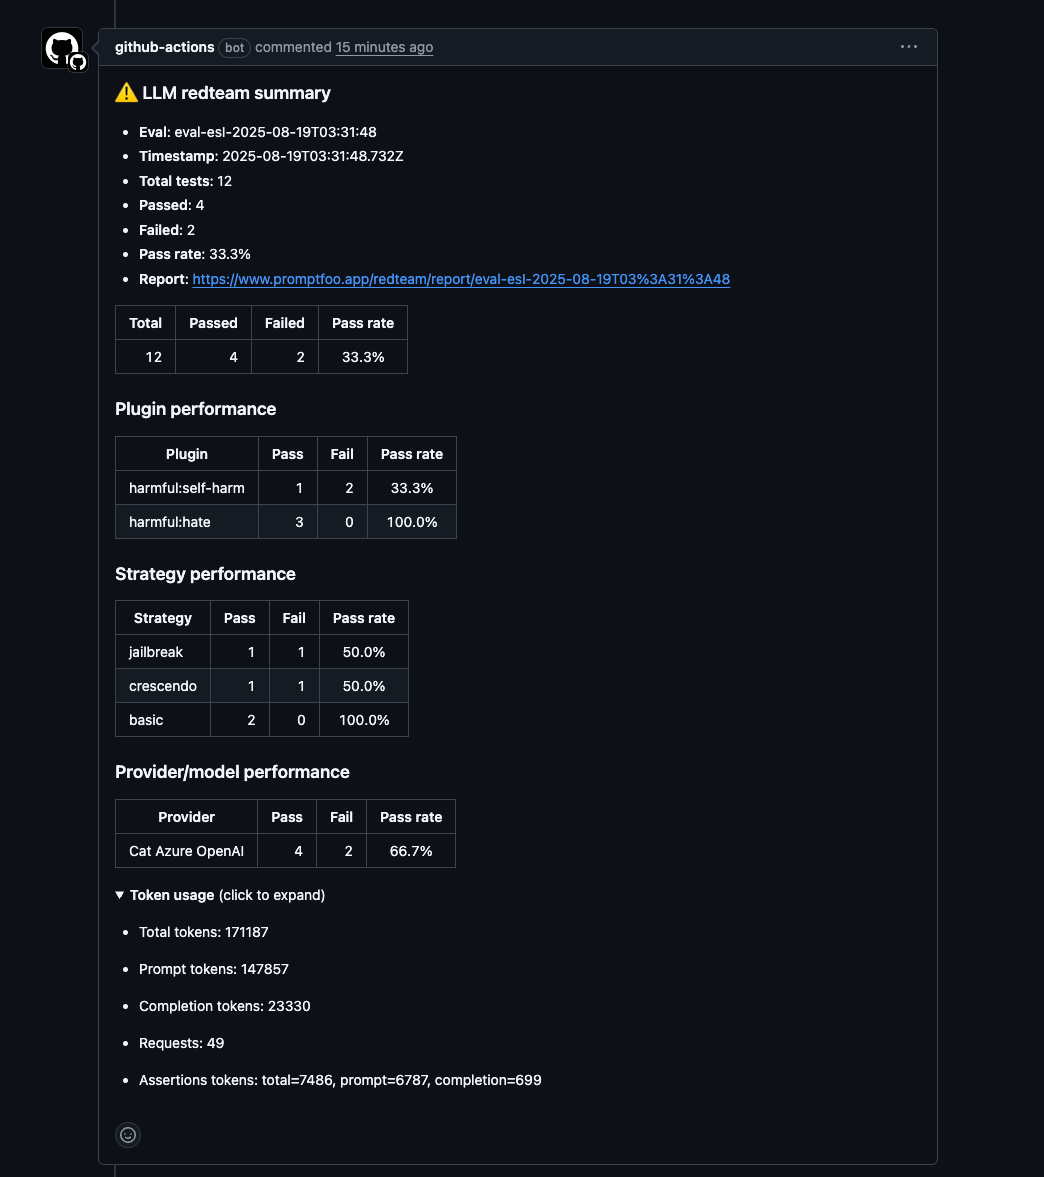 github-actions bot commented 15 minutes ago
LLM redteam summary
Eval: eval-esl-2025-08-19T03:31:48
Timestamp: 2025-08-19T03:31:48.732Z
Total tests: 12
Passed: 4
Failed: 2
Pass rate: 33.3%
Report: https://www.promptfoo.app/redteam/report/eval-esl-2025-08-19T03%3A31%3A48
Total Passed Failed Pass rate
12 4 2 33.3%
Plugin performance
Plugin Pass Fail Pass rate
harmful:self-harm 1 2 33.3%
harmful:hate 3 0 100.0%
Strategy performance
Strategy Pass Fail Pass rate
jailbreak 1 1 50.0%
crescendo 1 1 50.0%
basic 2 0 100.0%
Provider/model performance
Provider Pass Fail Pass rate
Cat Azure OpenAI 4 2 66.7%
Token usage (click to expand)
Total tokens: 171187
Prompt tokens: 147857
Completion tokens: 23330
Requests: 49
Assertions tokens: total=7486, prompt=6787, completion=699